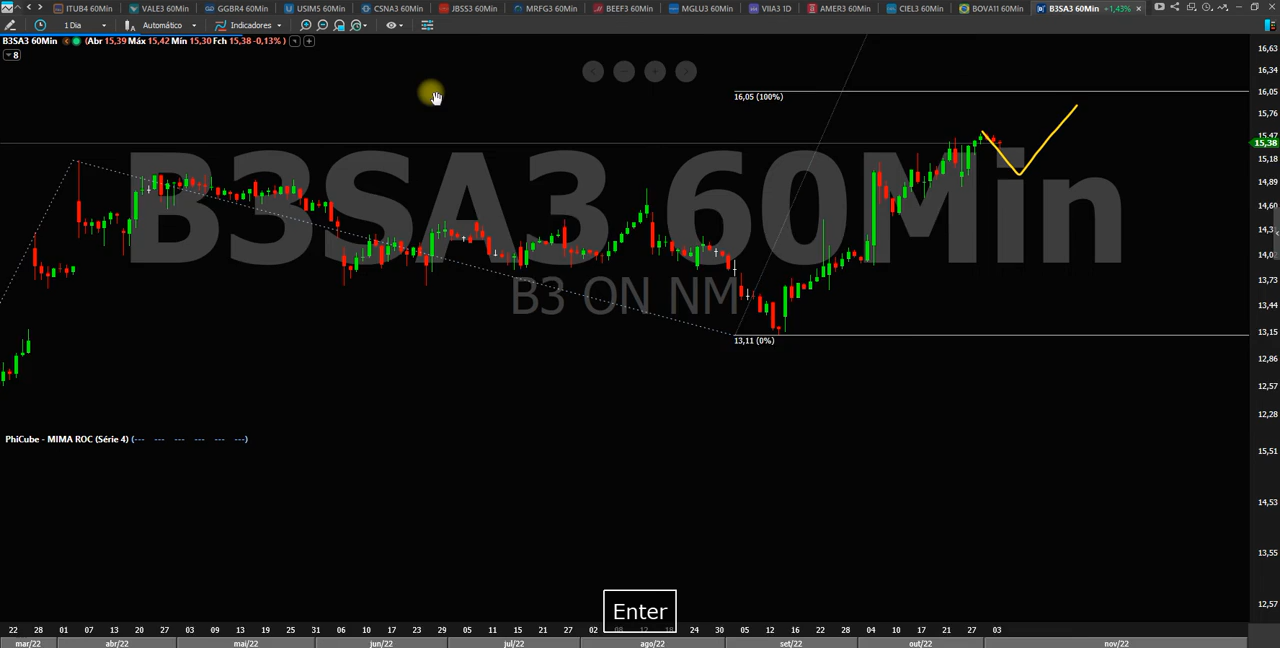 ITUB4 60Min VALE3 60Min GGBR4 60Min USIM5 60Min CSNA3 60Min JBSS3 60Min MRFG3 60Min BEEF3 60Min MGLU3 60Min VIIA3 1D AMER3 60Min CIEL3 60Min BOVA11 60Min B3SA3 60Min +1,43%
1 Dia Automático Indicadores
B3SA3 60Min (Abr 15,39 Máx 15,42 Mín 15,30 Fch 15,38 -0,13%)
8
16,63
16,34
16,05
16,05 (100%)
15,76
15,47
15,38
15,18
14,89
14,60
14,3
14,0
13,73
13,44
13,15
12,86
12,57
12,28
B3SA3 60Min
B3 ON NM
13,11 (0%)
PhiCube - MIMA ROC (Série 4) (--- --- --- --- --- ---)
15,51
14,53
13,55
12,57
Enter
22 28 01 07 13 20 27 03 09 13 19 25 31 06 10 17 23 29 05 11 15 21 27 02 08 12 18 24 30 05 12 16 22 28 04 10 17 21 27 03
mar/22 abr/22 mai/22 jun/22 jul/22 ago/22 set/22 out/22 nov/22